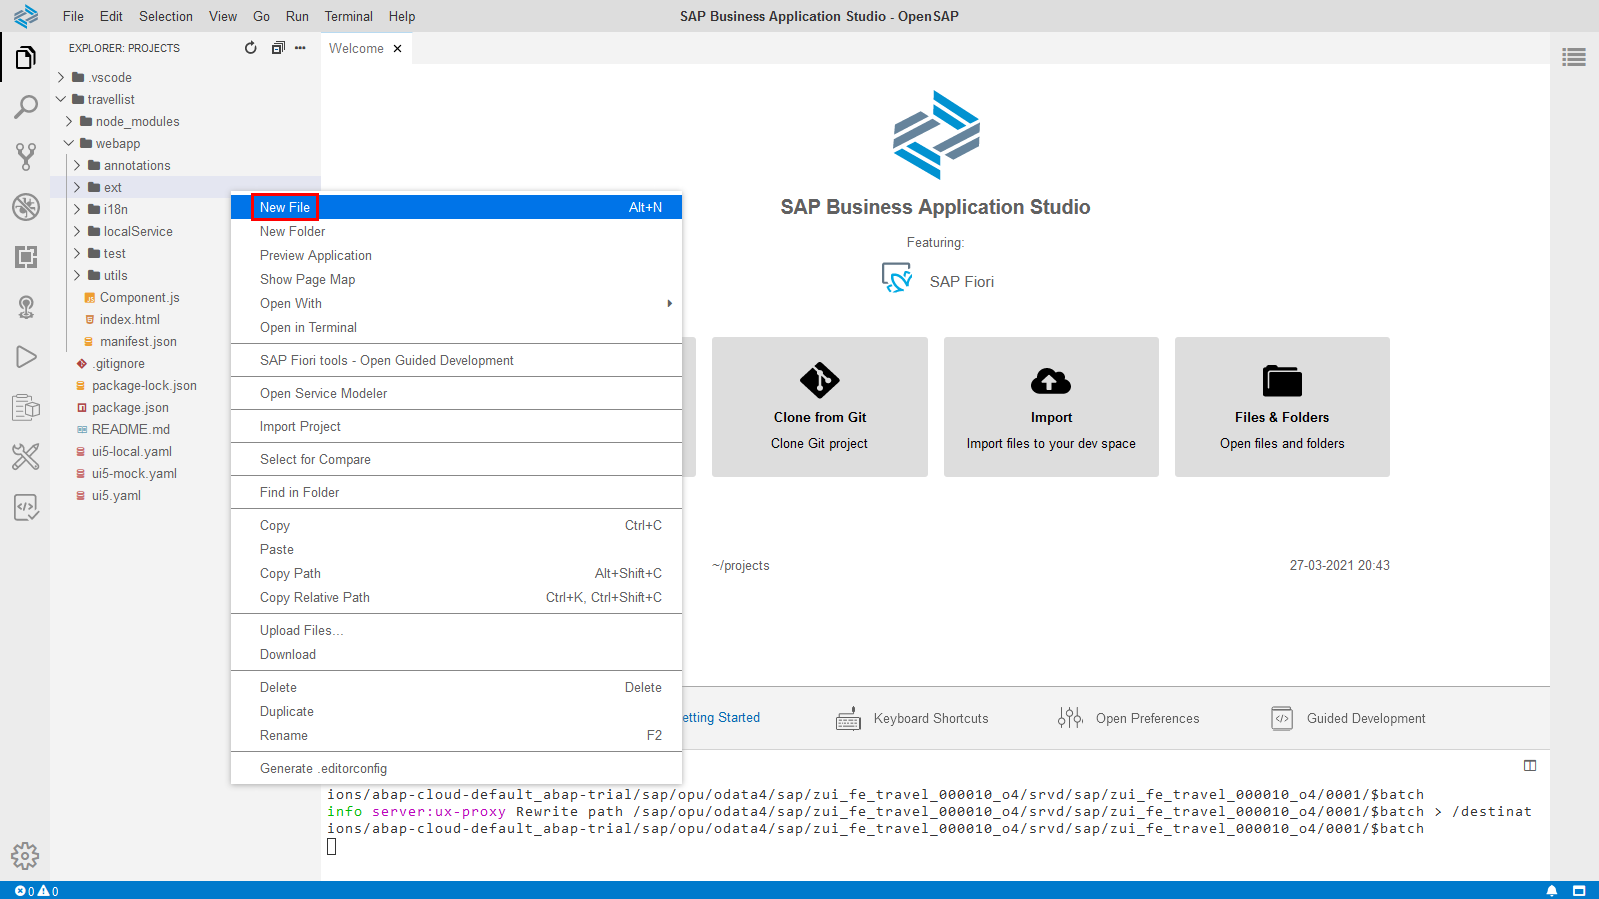 File Edit Selection View Go Run Terminal Help
SAP Business Application Studio - OpenSAP
EXPLORER: PROJECTS
Welcome
.vscode
travellist
node_modules
webapp
annotations
ext
i18n
localService
test
utils
Component.js
index.html
manifest.json
.gitignore
package-lock.json
package.json
README.md
ui5-local.yaml
ui5-mock.yaml
ui5.yaml
New File Alt+N
New Folder
Preview Application
Show Page Map
Open With
Open in Terminal
SAP Fiori tools - Open Guided Development
Open Service Modeler
Import Project
Select for Compare
Find in Folder
Copy Ctrl+C
Paste
Copy Path Alt+Shift+C
Copy Relative Path Ctrl+K, Ctrl+Shift+C
Upload Files...
Download
Delete Delete
Duplicate
Rename F2
Generate .editorconfig
SAP Business Application Studio
Featuring:
SAP Fiori
Clone from Git
Clone Git project
Import
Import files to your dev space
Files & Folders
Open files and folders
~/projects 27-03-2021 20:43
etting Started
Keyboard Shortcuts
Open Preferences
Guided Development
ions/abap-cloud-default_abap-trial/sap/opu/odata4/sap/zui_fe_travel_000010_o4/srvd/sap/zui_fe_travel_000010_o4/0001/$batch
info server:ux-proxy Rewrite path /sap/opu/odata4/sap/zui_fe_travel_000010_o4/srvd/sap/zui_fe_travel_000010_o4/0001/$batch > /destinat
ions/abap-cloud-default_abap-trial/sap/opu/odata4/sap/zui_fe_travel_000010_o4/srvd/sap/zui_fe_travel_000010_o4/0001/$batch
0 0